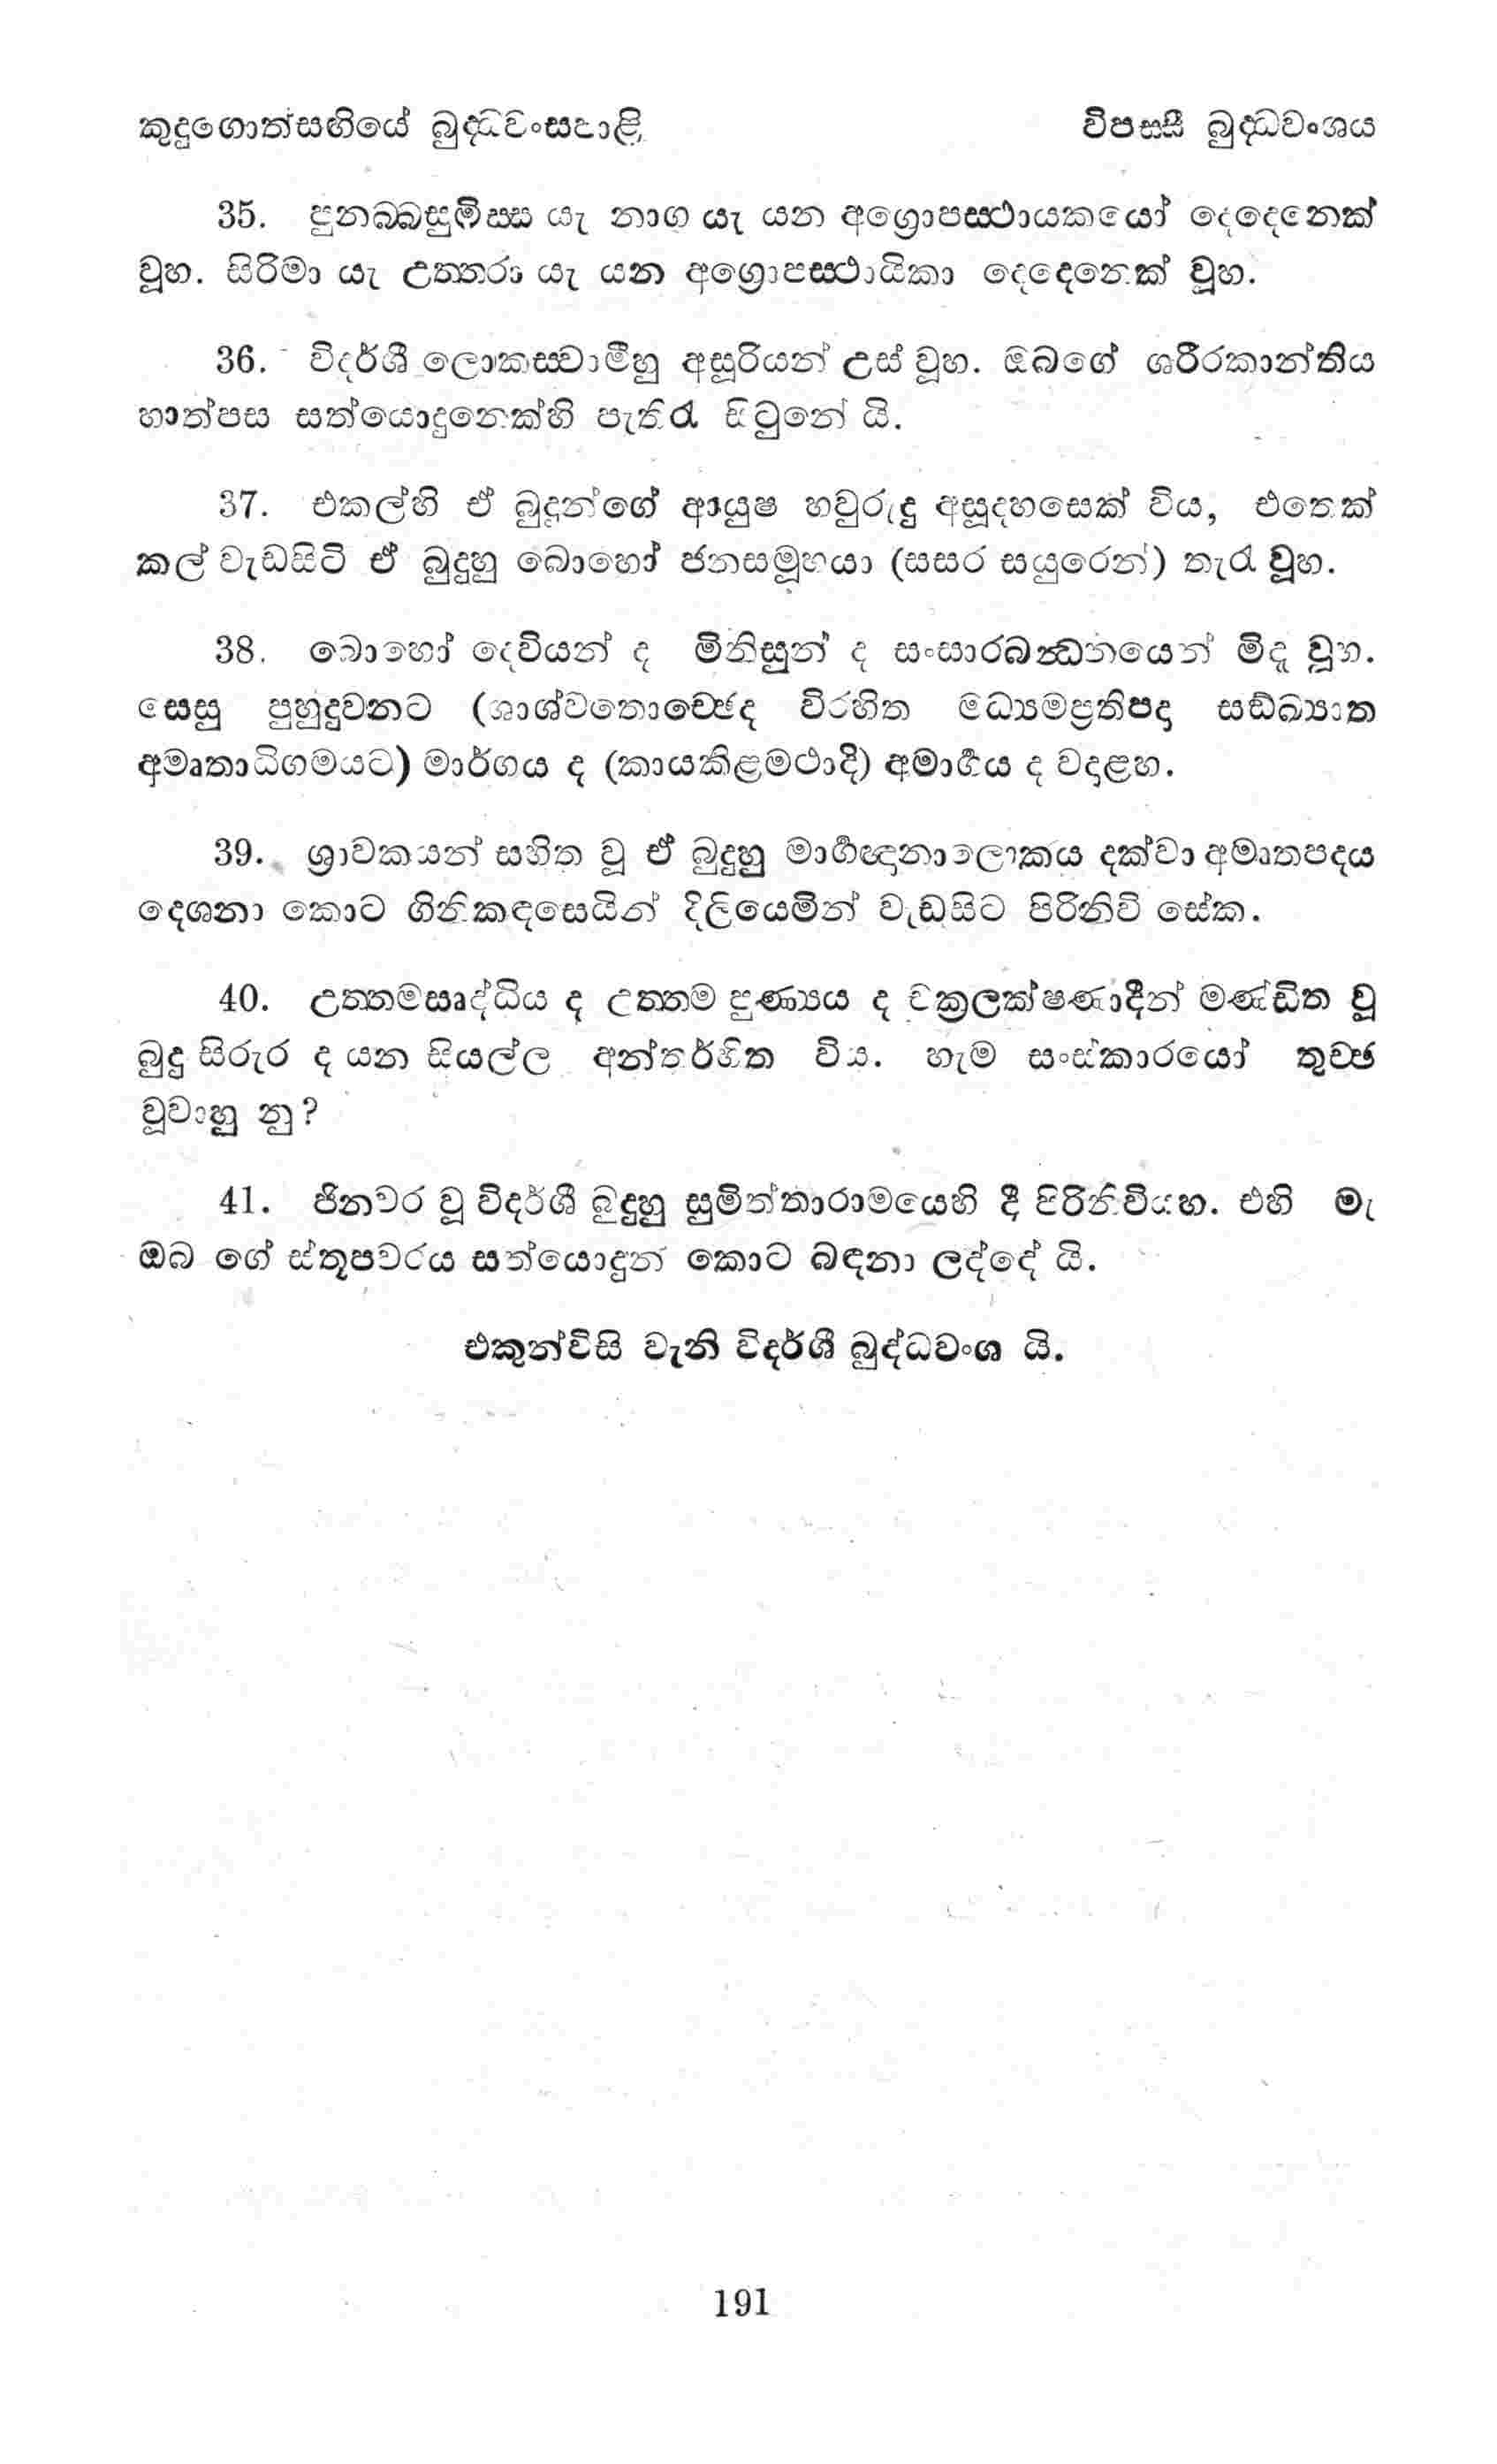 කුදුගොත්සඟියේ බුද්ධවංසපාළි
විපස්සී බුද්ධවංශය
35. පුනබ්බසුමිස්ස යැ නාග යැ යන අග්‍රොපස්ථායකයෝ දෙදෙනෙක්
වූහ. සිරිමා යැ උත්තරා යැ යන අග්‍රොපස්ථායිකා දෙදෙනෙක් වූහ.
36. විදර්ශී ලොකස්වාමීහු අසූරියන් උස් වූහ. ඔබගේ ශරීරකාන්තිය
හාත්පස සත්යොදුනෙක්හි පැතිර සිටුනේ යි.
37. එකල්හි ඒ බුදුන්ගේ ආයුෂ හවුරුදු අසූදහසෙක් විය, එතෙක්
කල් වැඩසිටි ඒ බුදුහු බොහෝ ජනසමූහයා (සසර සයුරෙන්) තැරැ වූහ.
38. බොහෝ දෙවියන් ද මිනිසුන් ද සංසාරබන්ධනයෙන් මිදූ වූහ.
සෙසු පුහුදුවනට (ශාශ්වතොච්ඡෙද විරහිත මධ්‍යමප්‍රතිපදා සඞ්ඛ්‍යාත
අමෘතාධිගමයට) මාර්ගය ද (කායකිළමථාදි) අමාර්‍ගය ද වදාළහ.
39. ශ්‍රාවකයන් සහිත වූ ඒ බුදුහු මාර්‍ගඥානාලොකය දක්වා අමෘතපදය
දෙශනා කොට ගිනිකඳසෙයින් දිලියෙමින් වැඩසිට පිරිනිවි සේක.
40. උත්තමසෘද්ධිය ද උත්තම පුණ්‍යය ද චක්‍රලක්ෂණාදීන් මණ්ඩිත වූ
බුදු සිරුර ද යන සියල්ල අන්තර්හිත විය. හැම සංස්කාරයෝ තුච්ඡ
වූවාහු නු?
41. ජිනවර වූ විදර්ශී බුදුහු සුමිත්තාරාමයෙහි දී පිරිනිවියහ. එහි මැ
ඔබ ගේ ස්තූපවරය සත්යොදුන් කොට බඳනා ලද්දේ යි.
එකුන්විසි වැනි විදර්ශී බුද්ධවංශ යි.
191